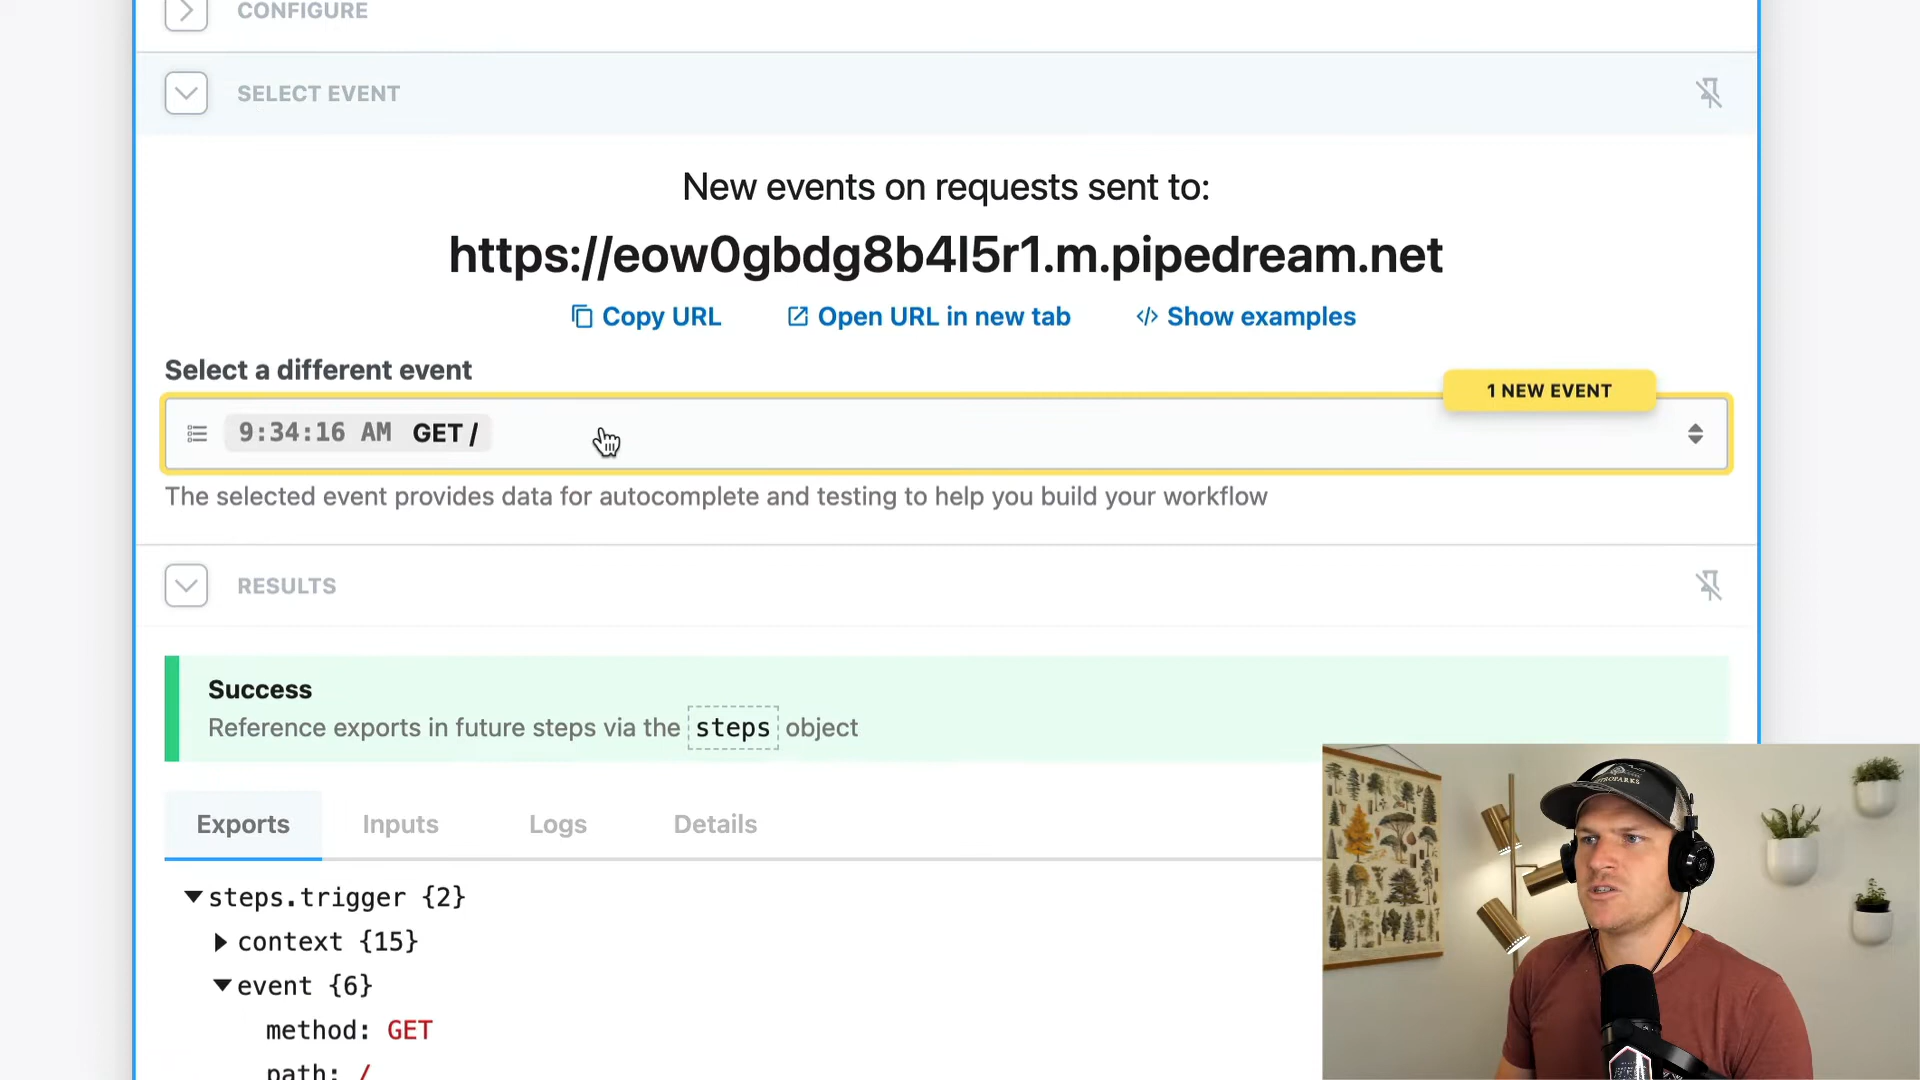 CONFIGURE
SELECT EVENT
New events on requests sent to:
https://eow0gbdg8b4l5r1.m.pipedream.net
Copy URL
Open URL in new tab
</> Show examples
Select a different event
1 NEW EVENT
9:34:16 AM GET /
The selected event provides data for autocomplete and testing to help you build your workflow
RESULTS
Success
Reference exports in future steps via the steps object
Exports
Inputs
Logs
Details
steps.trigger {2}
context {15}
event {6}
method: GET
path: /